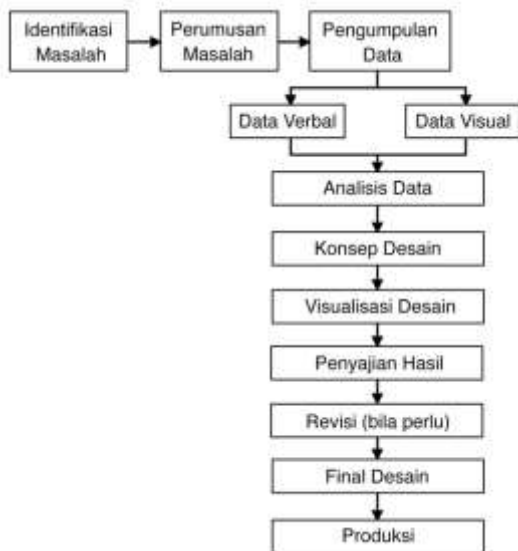 Identifikasi
Masalah
Perumusan
Masalah
Pengumpulan
Data
Data Verbal
Data Visual
Analisis Data
Konsep Desain
Visualisasi Desain
Penyajian Hasil
Revisi (bila perlu)
Final Desain
Produksi